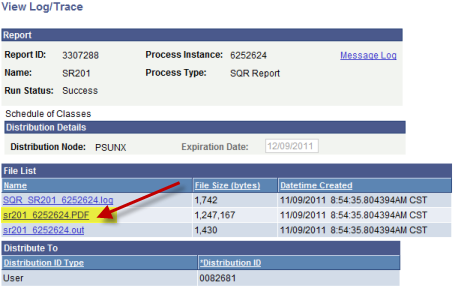 View Log/Trace
Report
Report ID: 3307288 Process Instance: 6252624 Message Log
Name: SR201 Process Type: SQR Report
Run Status: Success
Schedule of Classes
Distribution Details
Distribution Node: PSUNX Expiration Date: 12/09/2011
File List
Name File Size (bytes) Datetime Created
SQR_SR201_6252624.log 1,742 11/09/2011 8:54:35.804394AM CST
sr201_6252624.PDF 1,247,167 11/09/2011 8:54:35.804394AM CST
sr201_6252624.out 1,430 11/09/2011 8:54:35.804394AM CST
Distribute To
Distribution ID Type *Distribution ID
User 0082681